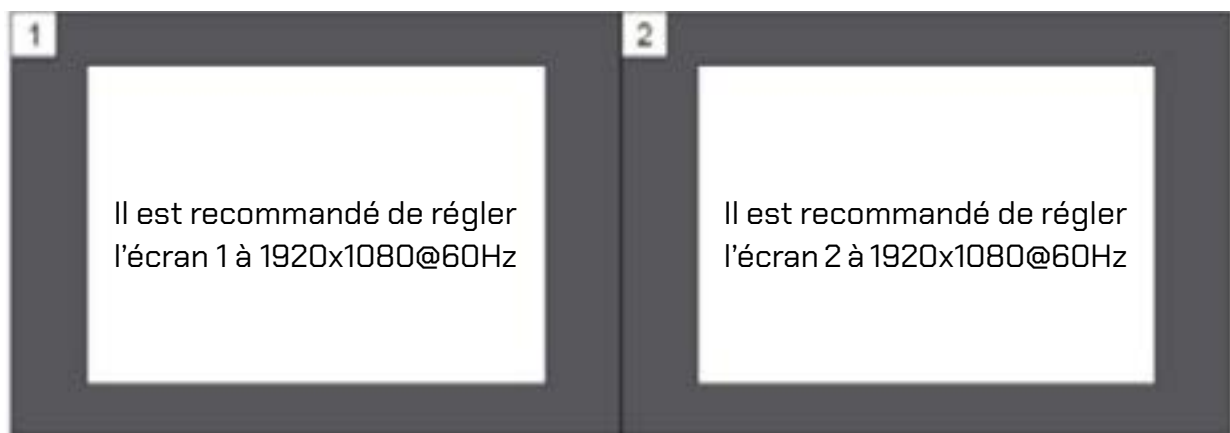 1
Il est recommandé de régler
l'écran 1 à 1920x1080@60Hz
2
Il est recommandé de régler
l'écran 2 à 1920x1080@60Hz